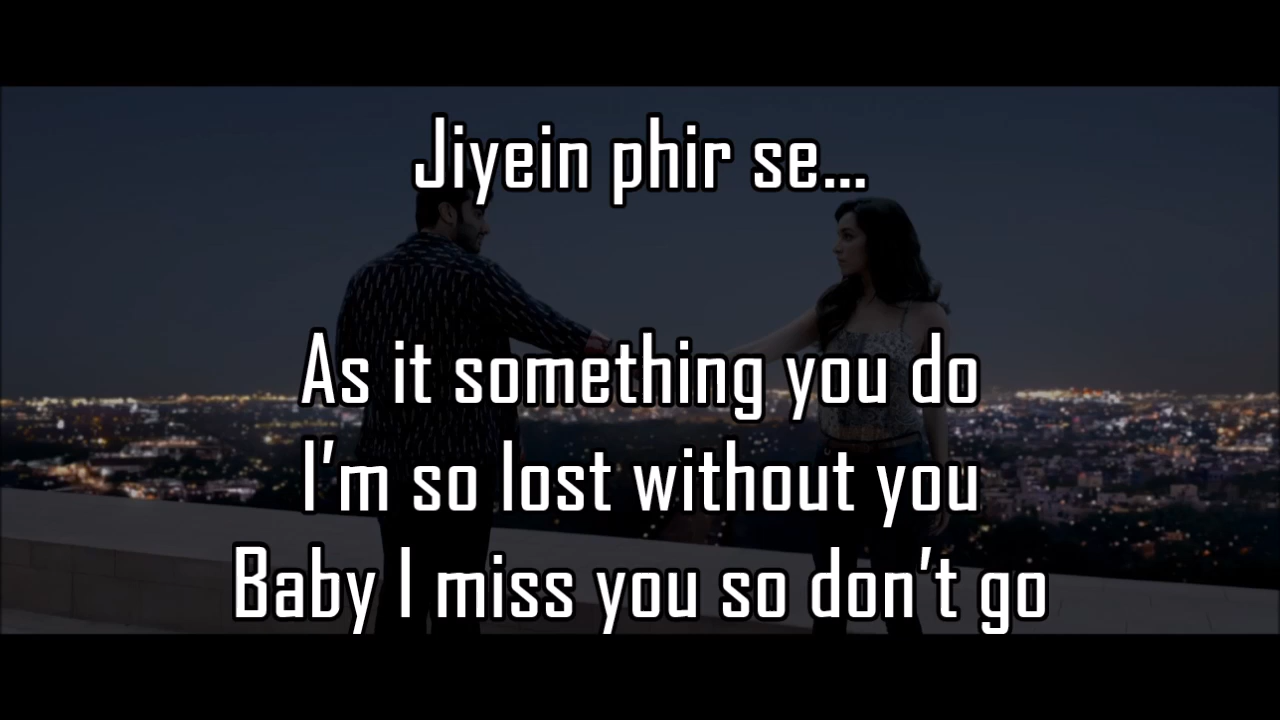 Jiyein phir se...
As it something you do
I'm so lost without you
Baby I miss you so don't go